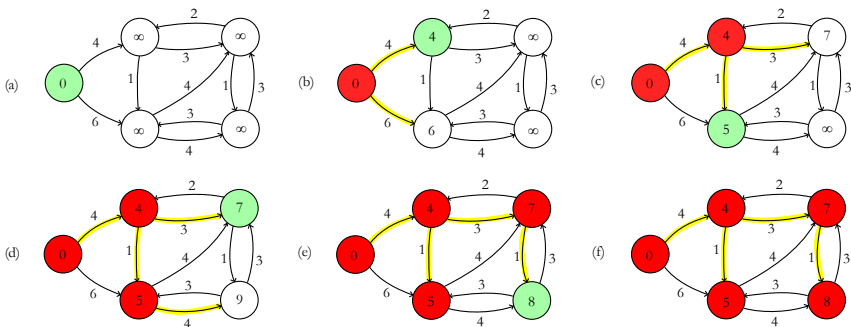 2
4 ∞ ∞
3
(a) 0 1 4 1 3
6 ∞ 3 ∞
4
2
4 4 ∞
3
(b) 0 1 4 1 3
6 6 3 ∞
4
2
4 4 7
3
(c) 0 1 4 1 3
6 5 3 ∞
4
2
4 4 7
3
(d) 0 1 4 1 3
6 5 3 9
4
2
4 4 7
3
(e) 0 1 4 1 3
6 5 3 8
4
2
4 4 7
3
(f) 0 1 4 1 3
6 5 3 8
4